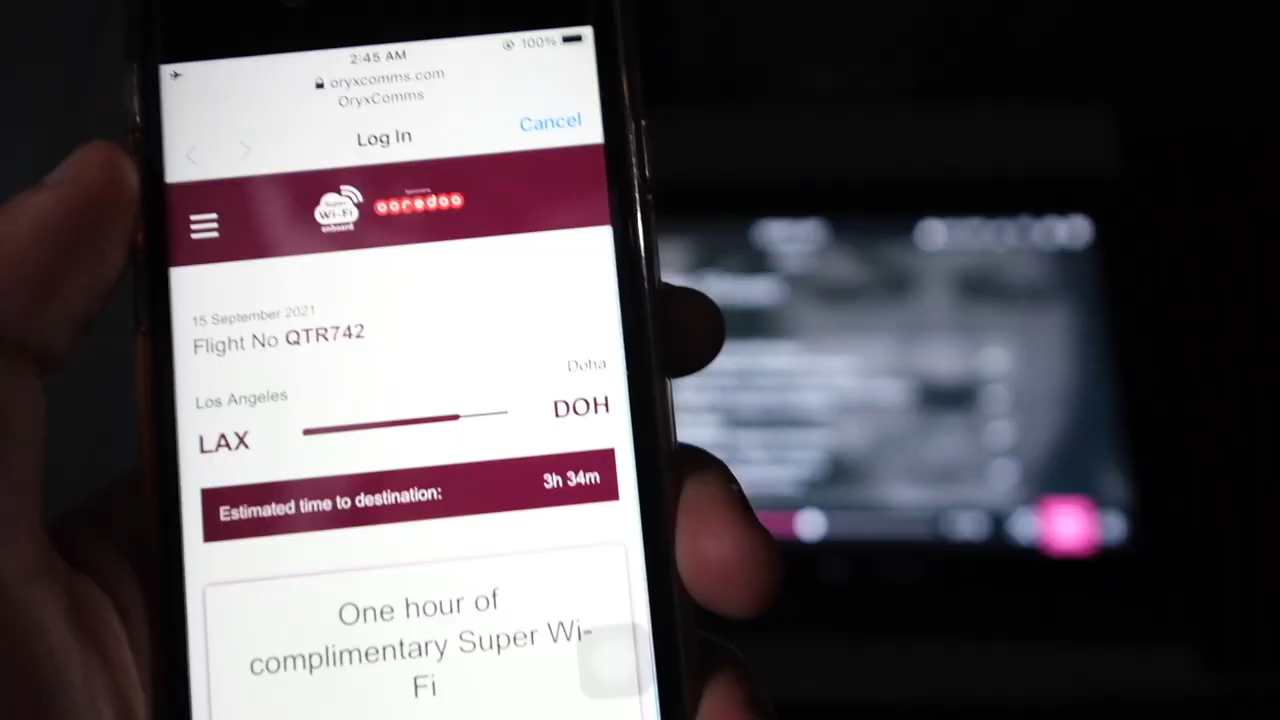 2:45 AM
100%
oryxcomms.com
OryxComms
Log In
Cancel
Super
Wi-Fi
onboard
ooredoo
15 September 2021
Flight No QTR742
Los Angeles
Doha
LAX
DOH
Estimated time to destination:
3h 34m
One hour of
complimentary Super Wi-
Fi